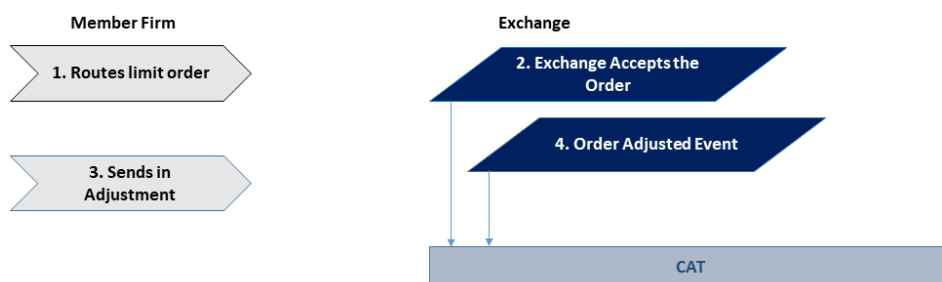 Member Firm
Exchange
1. Routes limit order
2. Exchange Accepts the
Order
4. Order Adjusted Event
3. Sends in
Adjustment
CAT